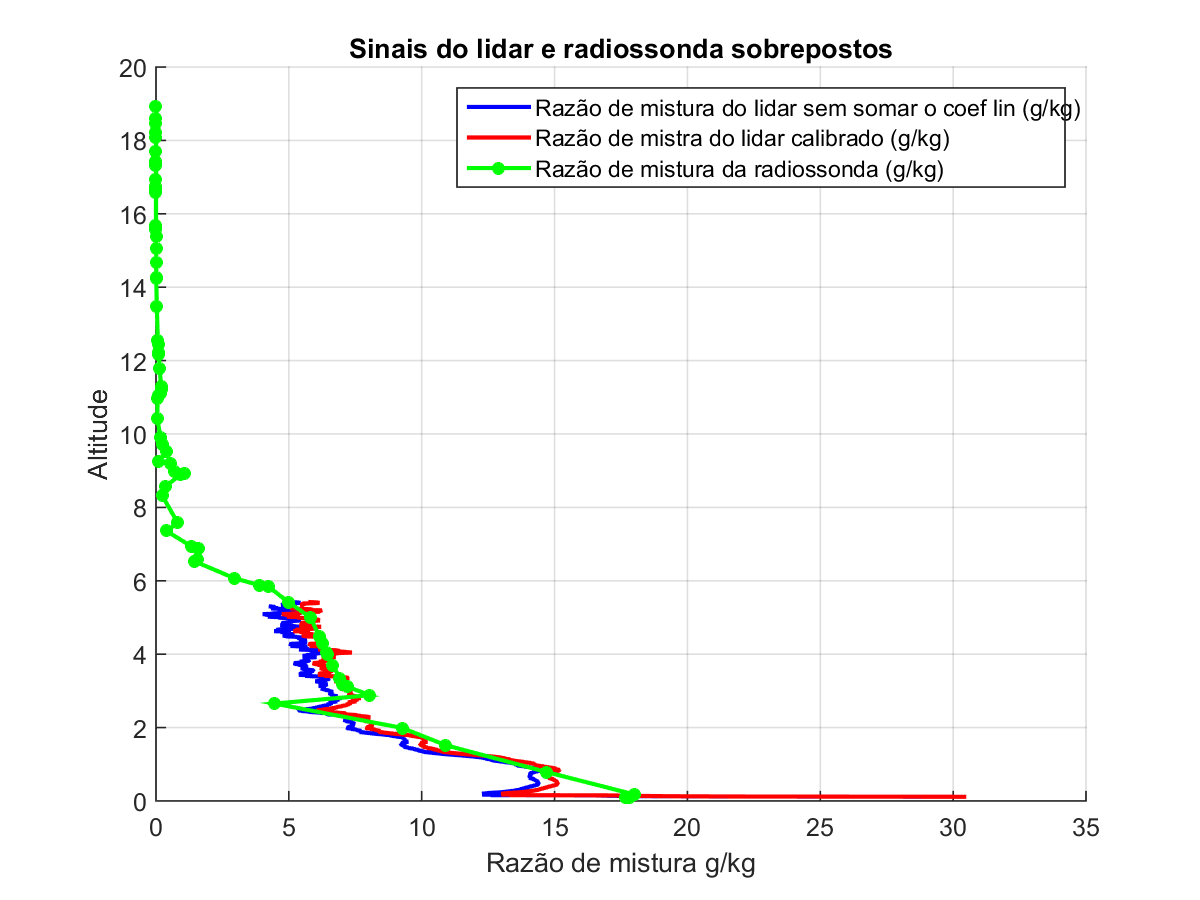 Sinais do lidar e radiossonda sobrepostos
Razão de mistura do lidar sem somar o coef lin (g/kg)
Razão de mistra do lidar calibrado (g/kg)
Razão de mistura da radiossonda (g/kg)
20
18
16
14
12
10
8
6
4
2
0
Altitude
0 5 10 15 20 25 30 35
Razão de mistura g/kg